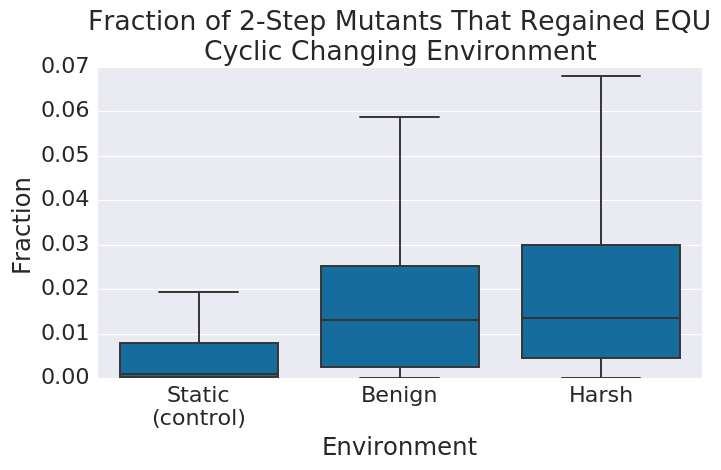 Fraction of 2-Step Mutants That Regained EQU
Cyclic Changing Environment
0.07
0.06
0.05
0.04
0.03
0.02
0.01
0.00
Fraction
Static
(control)
Benign
Harsh
Environment